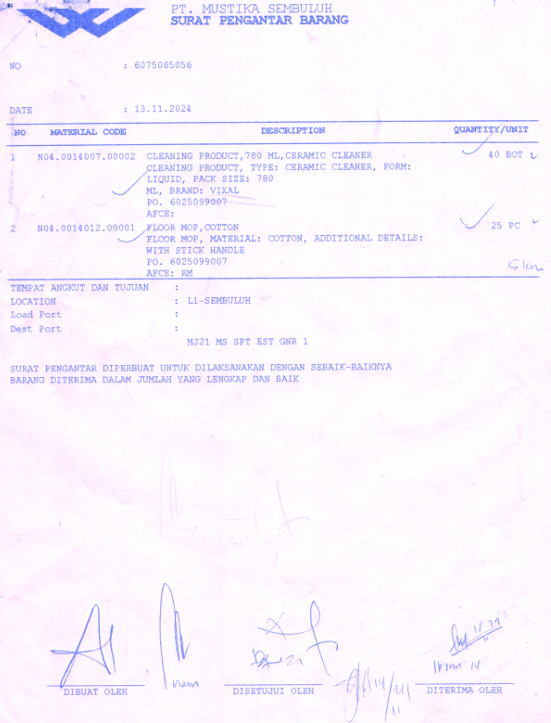 PT. MUSTIKA SEMBULUH
SURAT PENGANTAR BARANG
NO : 6075065056
DATE : 13.11.2024
NO MATERIAL CODE DESCRIPTION QUANTITY/UNIT
1 N04.0014007.00002 CLEANING PRODUCT,780 ML,CERAMIC CLEANER 40 BOT
CLEANING PRODUCT, TYPE: CERAMIC CLEANER, FORM:
LIQUID, PACK SIZE: 780
ML, BRAND: VIXAL
PO. 6025099007
AFCE:
2 N04.0014012.00001 FLOOR MOP,COTTON 25 PC
FLOOR MOP, MATERIAL: COTTON, ADDITIONAL DETAILS:
WITH STICK HANDLE
PO. 6025099007
AFCE: RM
TEMPAT ANGKUT DAN TUJUAN :
LOCATION : L1-SEMBULUH
Load Port :
Dest Port :
MJ21 MS SPT EST GNR 1
SURAT PENGANTAR DIPERBUAT UNTUK DILAKSANAKAN DENGAN SEBAIK-BAIKNYA
BARANG DITERIMA DALAM JUMLAH YANG LENGKAP DAN BAIK
DIBUAT OLEH DISETUJUI OLEH DITERIMA OLEH